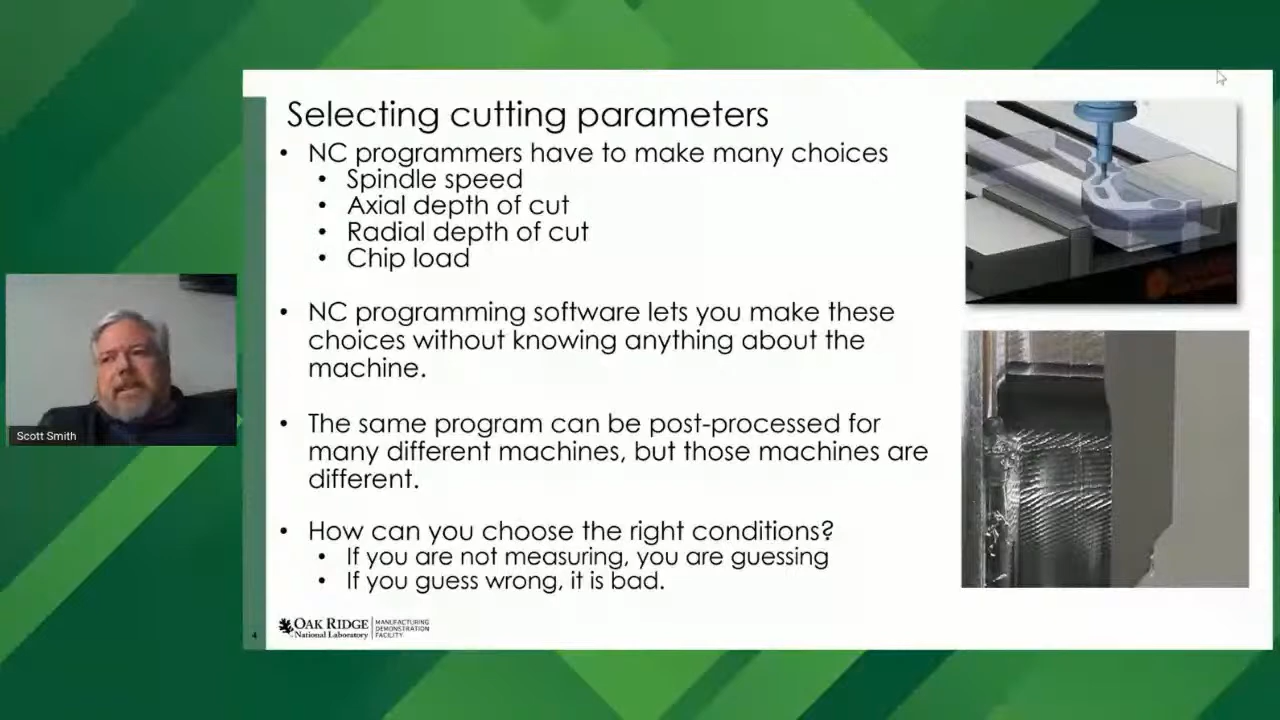 Selecting cutting parameters
• NC programmers have to make many choices
• Spindle speed
• Axial depth of cut
• Radial depth of cut
• Chip load
• NC programming software lets you make these
choices without knowing anything about the
machine.
• The same program can be post-processed for
many different machines, but those machines are
different.
• How can you choose the right conditions?
• If you are not measuring, you are guessing
• If you guess wrong, it is bad.
Scott Smith
4
OAK RIDGE
National Laboratory
MANUFACTURING
DEMONSTRATION
FACILITY